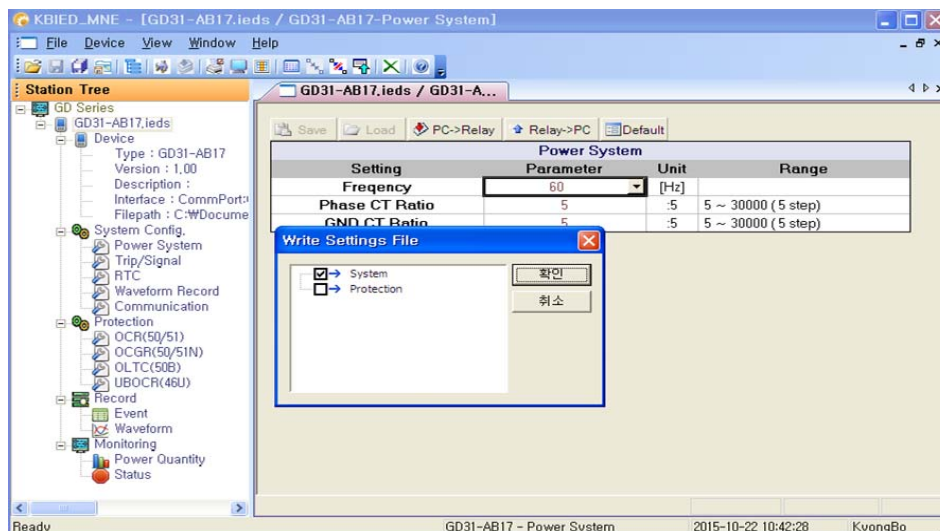 KBIED_MNE - [GD31-AB17.ieds / GD31-AB17-Power System]
File Device View Window Help
Station Tree
GD31-AB17.ieds / GD31-A...
GD Series
GD31-AB17.ieds
Device
Type : GD31-AB17
Version : 1.00
Description :
Interface : CommPort:
Filepath : C:₩Docume
System Config.
Power System
Trip/Signal
RTC
Waveform Record
Communication
Protection
OCR(50/51)
OCGR(50/51N)
OLTC(50B)
UBOCR(46U)
Record
Event
Waveform
Monitoring
Power Quantity
Status
Save Load PC->Relay Relay->PC Default
Power System
Setting Parameter Unit Range
Freqency 60 [Hz]
Phase CT Ratio 5 :5 5 ~ 30000 ( 5 step)
GND CT Ratio 5 :5 5 ~ 30000 ( 5 step)
Write Settings File
System
Protection
확인
취소
Ready GD31-AB17 - Power System 2015-10-22 10:42:28 KyongBo